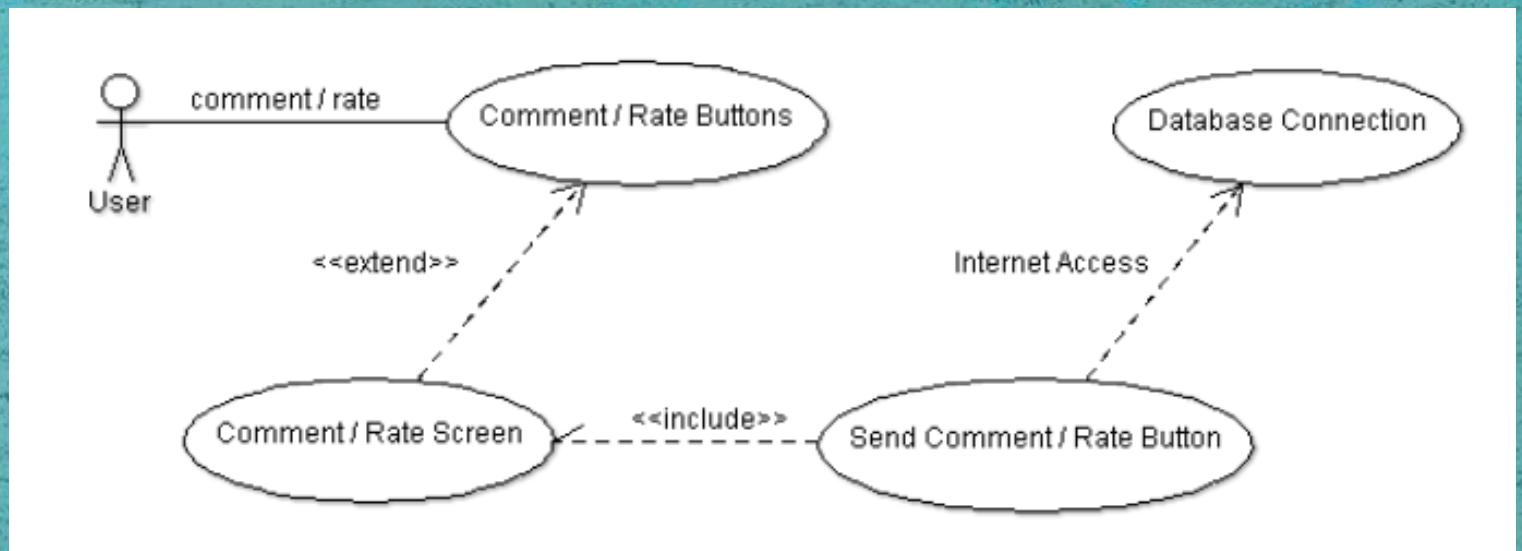 comment / rate
Comment / Rate Buttons
Database Connection
User
<<extend>>
Internet Access
Comment / Rate Screen
<<include>>
Send Comment / Rate Button